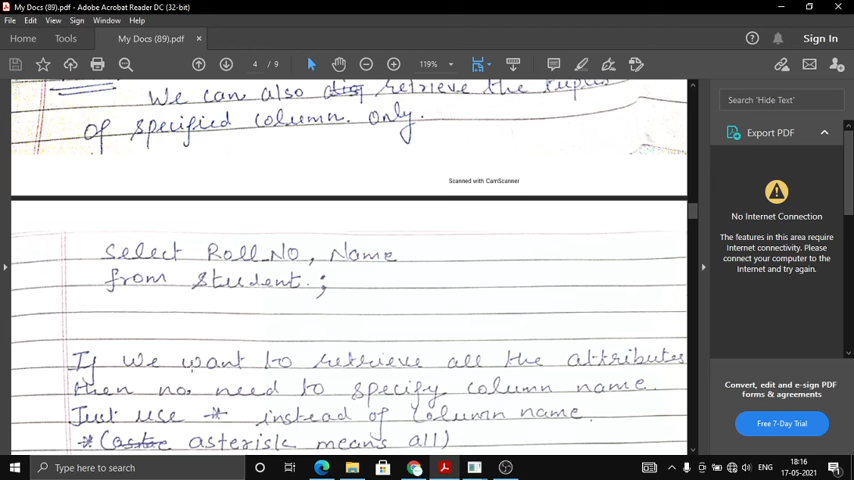 My Docs (89).pdf - Adobe Acrobat Reader DC (32-bit)
File Edit View Sign Window Help
Home Tools My Docs (89).pdf × Sign In
4 / 9 119%
We can also retrieve the tuples
of specified column only.
Scanned with CamScanner
select Roll_No, Name
from student ;
If we want to retrieve all the attributes
then no need to specify column name.
Just use * instead of column name.
* (asterisk means all)
Search 'Hide Text'
Export PDF
No Internet Connection
The features in this area require
Internet connectivity. Please
connect your computer to the
Internet and try again.
Convert, edit and e-sign PDF
forms & agreements
Free 7-Day Trial
Type here to search
ENG
18:16
17-05-2021
1